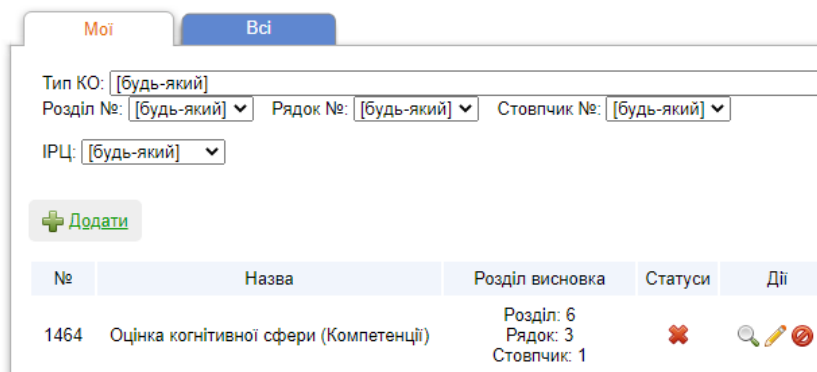 Мої Всі
Тип КО: [будь-який]
Розділ №: [будь-який] Рядок №: [будь-який] Стовпчик №: [будь-який]
ІРЦ: [будь-який]
Додати
№ Назва Розділ висновка Статуси Дії
1464 Оцінка когнітивної сфери (Компетенції) Розділ: 6
Рядок: 3
Стовпчик: 1